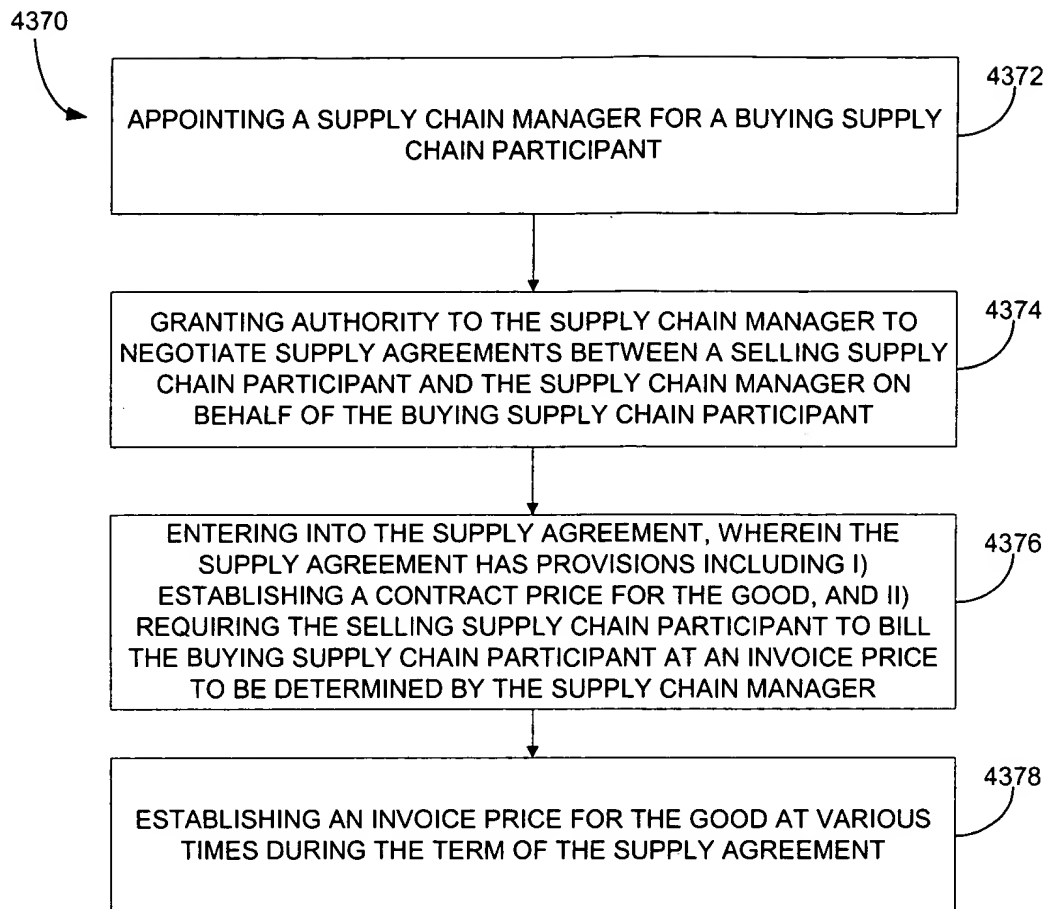 4370
4372
APPOINTING A SUPPLY CHAIN MANAGER FOR A BUYING SUPPLY
CHAIN PARTICIPANT
4374
GRANTING AUTHORITY TO THE SUPPLY CHAIN MANAGER TO
NEGOTIATE SUPPLY AGREEMENTS BETWEEN A SELLING SUPPLY
CHAIN PARTICIPANT AND THE SUPPLY CHAIN MANAGER ON
BEHALF OF THE BUYING SUPPLY CHAIN PARTICIPANT
4376
ENTERING INTO THE SUPPLY AGREEMENT, WHEREIN THE
SUPPLY AGREEMENT HAS PROVISIONS INCLUDING I)
ESTABLISHING A CONTRACT PRICE FOR THE GOOD, AND II)
REQUIRING THE SELLING SUPPLY CHAIN PARTICIPANT TO BILL
THE BUYING SUPPLY CHAIN PARTICIPANT AT AN INVOICE PRICE
TO BE DETERMINED BY THE SUPPLY CHAIN MANAGER
4378
ESTABLISHING AN INVOICE PRICE FOR THE GOOD AT VARIOUS
TIMES DURING THE TERM OF THE SUPPLY AGREEMENT